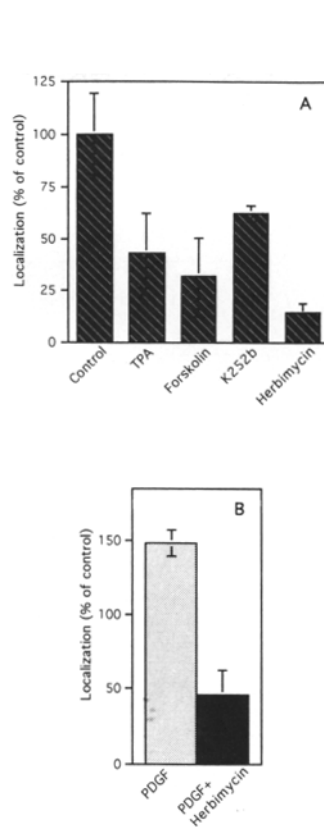 A
Localization (% of control)
125
100
75
50
25
0
Control
TPA
Forskolin
K252b
Herbimycin
B
Localization (% of control)
150
100
50
0
PDGF
PDGF+
Herbimycin